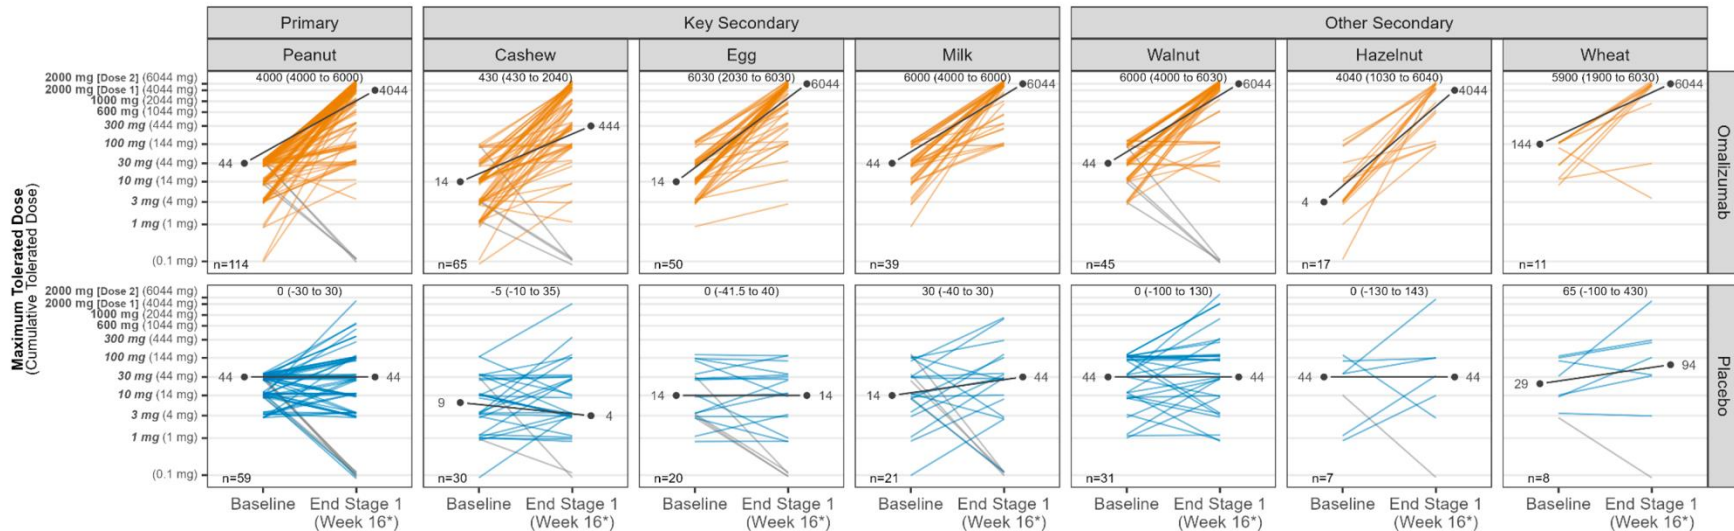 Primary
Key Secondary
Other Secondary
Peanut
Cashew
Egg
Milk
Walnut
Hazelnut
Wheat
Maximum Tolerated Dose
(Cumulative Tolerated Dose)
2000 mg [Dose 2] (6044 mg)
2000 mg [Dose 1] (4044 mg)
1000 mg (2044 mg)
600 mg (1044 mg)
300 mg (444 mg)
100 mg (144 mg)
30 mg (44 mg)
10 mg (14 mg)
3 mg (4 mg)
1 mg (1 mg)
(0.1 mg)
4000 (4000 to 6000)
44
4044
n=114
430 (430 to 2040)
14
444
n=65
6030 (2030 to 6030)
14
6044
n=50
6000 (4000 to 6000)
44
6044
n=39
6000 (4000 to 6030)
44
6044
n=45
4040 (1030 to 6040)
4
4044
n=17
5900 (1900 to 6030)
144
6044
n=11
Omalizumab
2000 mg [Dose 2] (6044 mg)
2000 mg [Dose 1] (4044 mg)
1000 mg (2044 mg)
600 mg (1044 mg)
300 mg (444 mg)
100 mg (144 mg)
30 mg (44 mg)
10 mg (14 mg)
3 mg (4 mg)
1 mg (1 mg)
(0.1 mg)
0 (-30 to 30)
44
44
n=59
-5 (-10 to 35)
9
4
n=30
0 (-41.5 to 40)
14
14
n=20
30 (-40 to 30)
14
44
n=21
0 (-100 to 130)
44
44
n=31
0 (-130 to 143)
44
44
n=7
65 (-100 to 430)
29
94
n=8
Placebo
Baseline End Stage 1
(Week 16*)
Baseline End Stage 1
(Week 16*)
Baseline End Stage 1
(Week 16*)
Baseline End Stage 1
(Week 16*)
Baseline End Stage 1
(Week 16*)
Baseline End Stage 1
(Week 16*)
Baseline End Stage 1
(Week 16*)